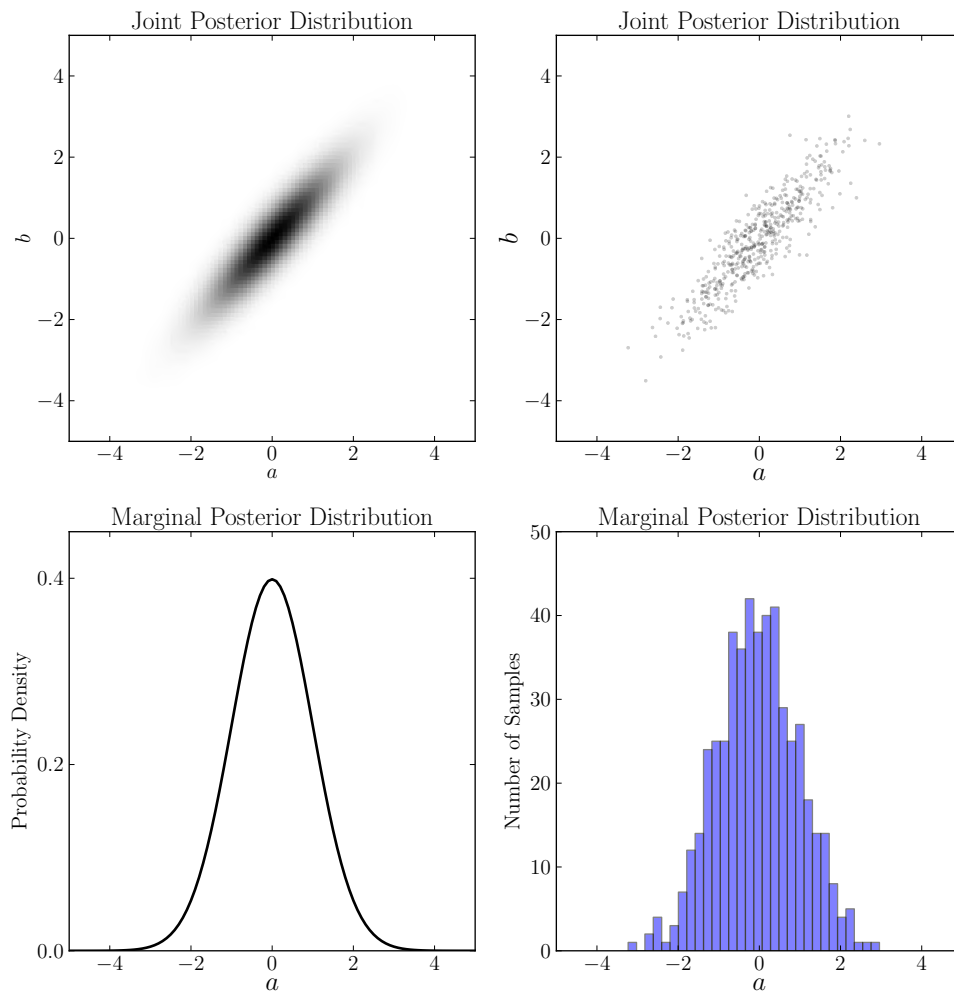 Joint Posterior Distribution
4
2
0
−2
−4
b
−4 −2 0 2 4
a
Joint Posterior Distribution
4
2
0
−2
−4
b
−4 −2 0 2 4
a
Marginal Posterior Distribution
0.4
0.2
0.0
Probability Density
−4 −2 0 2 4
a
Marginal Posterior Distribution
50
40
30
20
10
0
Number of Samples
−4 −2 0 2 4
a